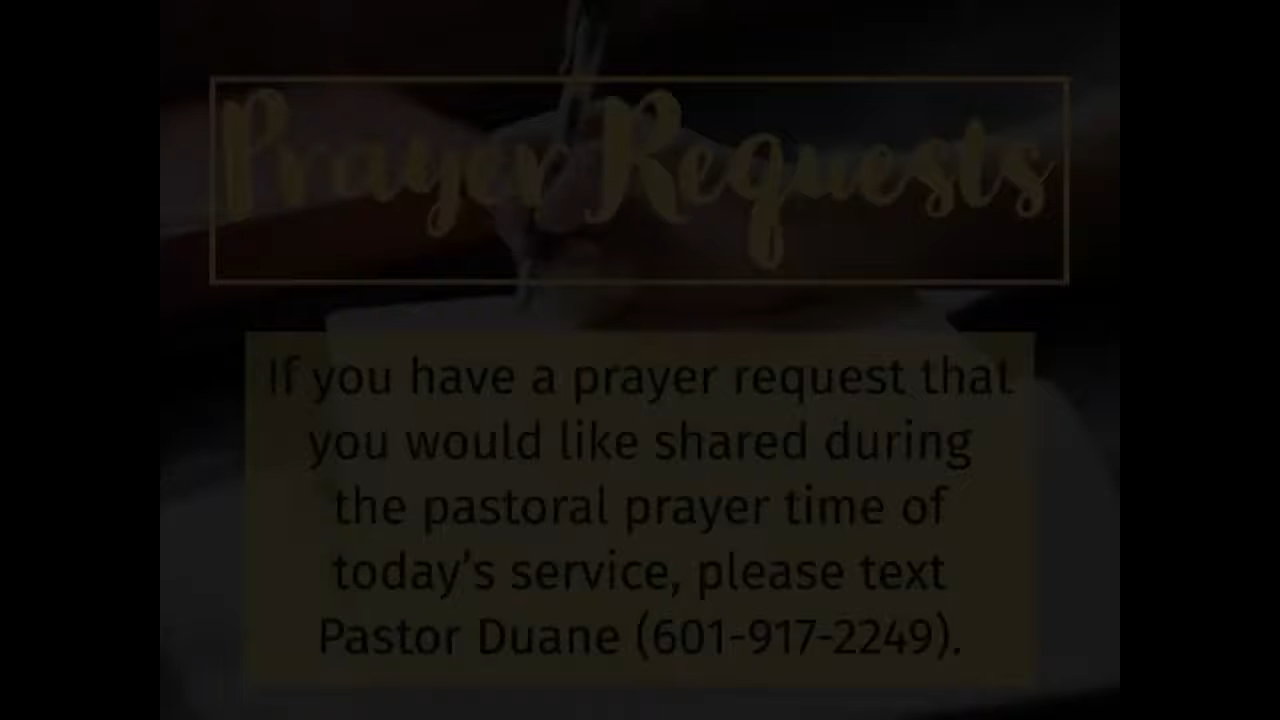 Prayer Requests
If you have a prayer request that
you would like shared during
the pastoral prayer time of
today's service, please text
Pastor Duane (601-917-2249).